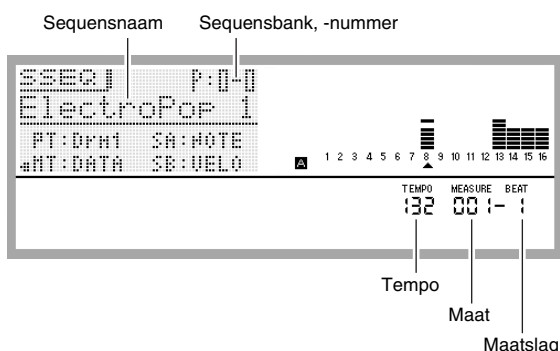 Sequensnaam
Sequensbank, -nummer
SSEQ P:0-0
ElectroPop 1
PT:Drm1 SA:NOTE
MT:DATA SB:VELO
A 1 2 3 4 5 6 7 8 9 10 11 12 13 14 15 16
TEMPO MEASURE BEAT
132 001- 1
Tempo
Maat
Maatslag